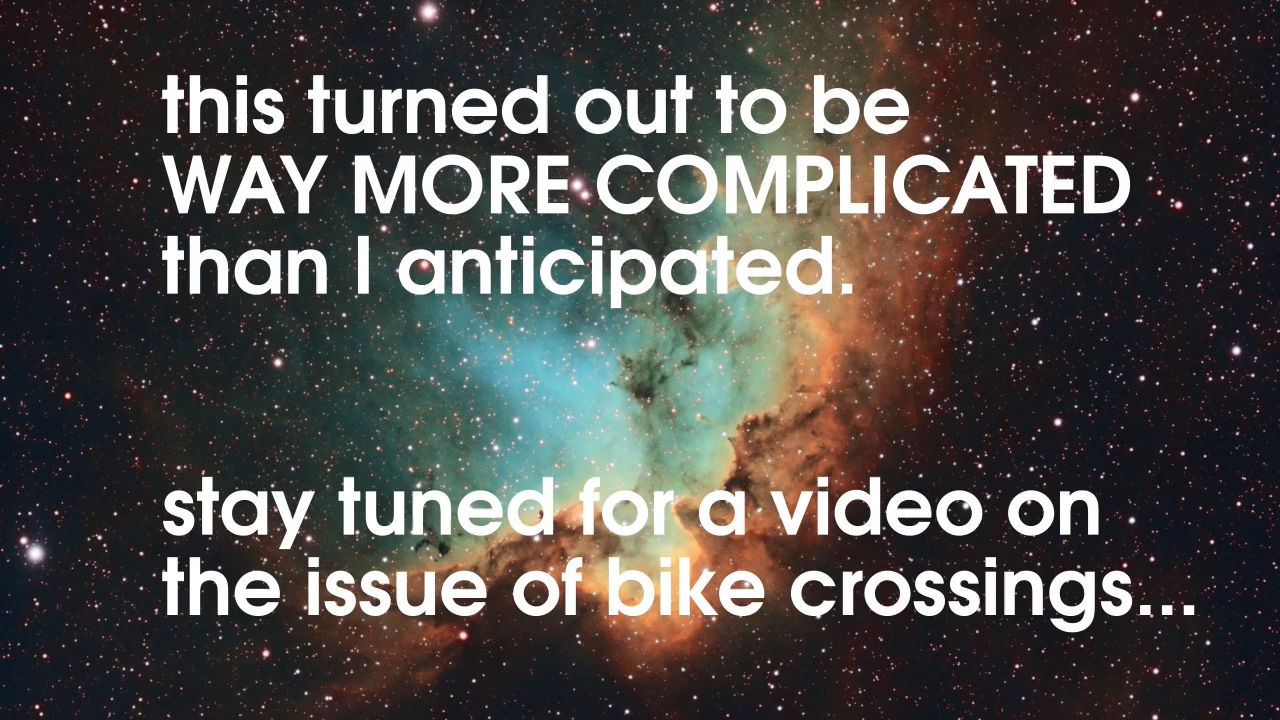 this turned out to be
WAY MORE COMPLICATED
than I anticipated.
stay tuned for a video on
the issue of bike crossings...